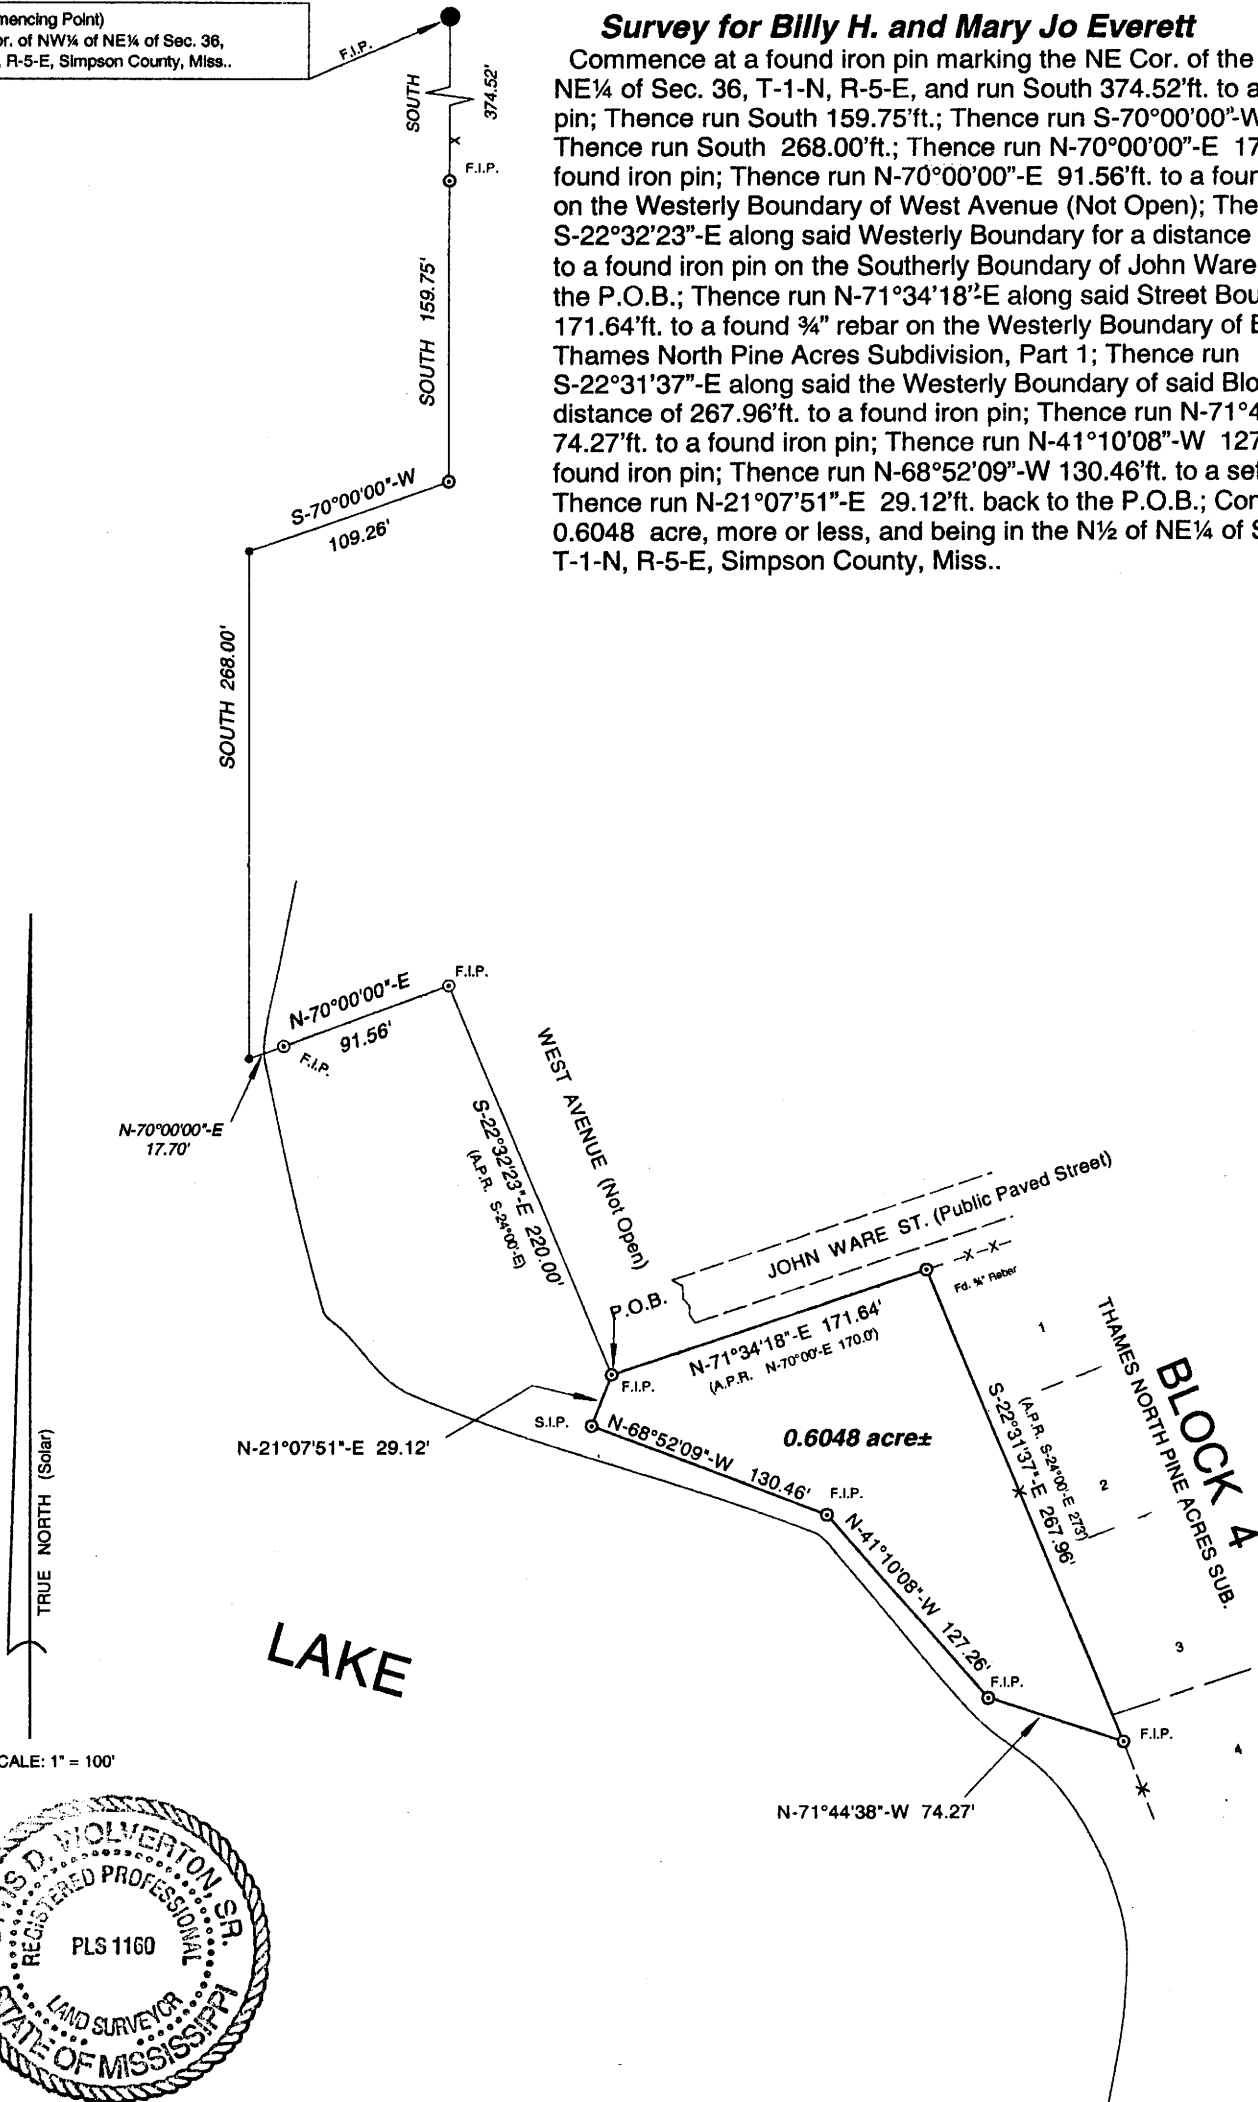 mencing Point)
or. of NW¼ of NE¼ of Sec. 36,
, R-5-E, Simpson County, Miss..
F.I.P.
SOUTH
374.52'
F.I.P.
SOUTH 159.75'
S-70°00'00"-W
109.26'
SOUTH 268.00'
Survey for Billy H. and Mary Jo Everett
Commence at a found iron pin marking the NE Cor. of the
NE¼ of Sec. 36, T-1-N, R-5-E, and run South 374.52'ft. to a
pin; Thence run South 159.75'ft.; Thence run S-70°00'00"-W
Thence run South 268.00'ft.; Thence run N-70°00'00"-E 17
found iron pin; Thence run N-70°00'00"-E 91.56'ft. to a foun
on the Westerly Boundary of West Avenue (Not Open); The
S-22°32'23"-E along said Westerly Boundary for a distance
to a found iron pin on the Southerly Boundary of John Ware
the P.O.B.; Thence run N-71°34'18"-E along said Street Bou
171.64'ft. to a found ¾" rebar on the Westerly Boundary of B
Thames North Pine Acres Subdivision, Part 1; Thence run
S-22°31'37"-E along said the Westerly Boundary of said Blo
distance of 267.96'ft. to a found iron pin; Thence run N-71°4
74.27'ft. to a found iron pin; Thence run N-41°10'08"-W 127
found iron pin; Thence run N-68°52'09"-W 130.46'ft. to a set
Thence run N-21°07'51"-E 29.12'ft. back to the P.O.B.; Con
0.6048 acre, more or less, and being in the N½ of NE¼ of S
T-1-N, R-5-E, Simpson County, Miss..
N-70°00'00"-E
91.56'
F.I.P.
F.I.P.
N-70°00'00"-E
17.70'
S-22°32'23"-E 220.00'
(A.P.R. S-24°00'-E)
WEST AVENUE (Not Open)
JOHN WARE ST. (Public Paved Street)
P.O.B.
-X-X-
Fd. ¾" Rebar
N-71°34'18"-E 171.64'
(A.P.R. N-70°00'-E 170.0')
F.I.P.
S.I.P.
N-21°07'51"-E 29.12'
N-68°52'09"-W 130.46'
0.6048 acre±
F.I.P.
N-41°10'08"-W 127.26'
F.I.P.
(A.P.R. S-24°00'-E 273')
S-22°31'37"-E 267.96'
1
2
3
4
THAMES NORTH PINE ACRES SUB.
BLOCK 4
F.I.P.
N-71°44'38"-W 74.27'
LAKE
TRUE NORTH (Solar)
CALE: 1" = 100'
S D. WOLVERTON, SR.
REGISTERED PROFESSIONAL
PLS 1160
LAND SURVEYOR
STATE OF MISSISSIPPI